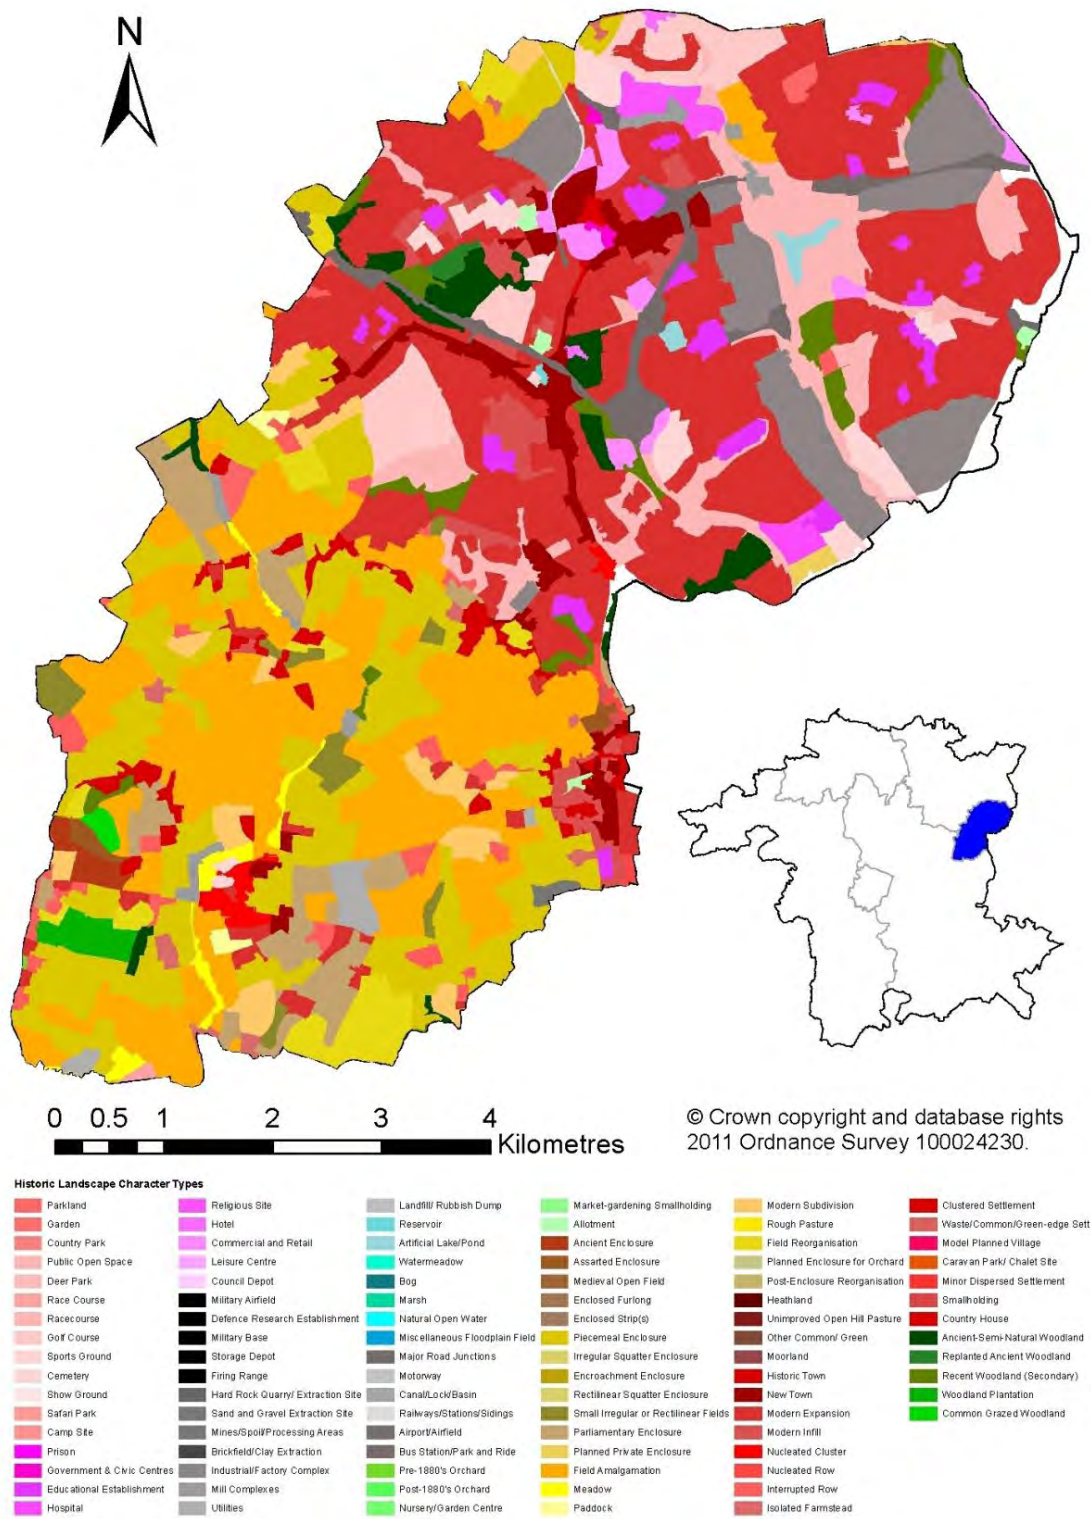 N
0 0.5 1 2 3 4
Kilometres
© Crown copyright and database rights
2011 Ordnance Survey 100024230.
Historic Landscape Character Types
Parkland
Garden
Country Park
Public Open Space
Deer Park
Race Course
Racecourse
Golf Course
Sports Ground
Cemetery
Show Ground
Safari Park
Camp Site
Prison
Government & Civic Centres
Educational Establishment
Hospital
Religious Site
Hotel
Commercial and Retail
Leisure Centre
Council Depot
Military Airfield
Defence Research Establishment
Military Base
Storage Depot
Firing Range
Hard Rock Quarry/ Extraction Site
Sand and Gravel Extraction Site
Mines/Spoil/Processing Areas
Brickfield/Clay Extraction
Industrial/Factory Complex
Mill Complexes
Utilities
Landfill/ Rubbish Dump
Reservoir
Artificial Lake/Pond
Watermeadow
Bog
Marsh
Natural Open Water
Miscellaneous Floodplain Field
Major Road Junctions
Motorway
Canal/Lock/Basin
Railways/Stations/Sidings
Airport/Airfield
Bus Station/Park and Ride
Pre-1880's Orchard
Post-1880's Orchard
Nursery/Garden Centre
Market-gardening Smallholding
Allotment
Ancient Enclosure
Assarted Enclosure
Medieval Open Field
Enclosed Furlong
Enclosed Strip(s)
Piecemeal Enclosure
Irregular Squatter Enclosure
Encroachment Enclosure
Rectilinear Squatter Enclosure
Small Irregular or Rectilinear Fields
Parliamentary Enclosure
Planned Private Enclosure
Field Amalgamation
Meadow
Paddock
Modern Subdivision
Rough Pasture
Field Reorganisation
Planned Enclosure for Orchard
Post-Enclosure Reorganisation
Heathland
Unimproved Open Hill Pasture
Other Common/ Green
Moorland
Historic Town
New Town
Modern Expansion
Modern Infill
Nucleated Cluster
Nucleated Row
Interrupted Row
Isolated Farmstead
Clustered Settlement
Waste/Common/Green-edge Sett
Model Planned Village
Caravan Park/ Chalet Site
Minor Dispersed Settlement
Smallholding
Country House
Ancient-Semi-Natural Woodland
Replanted Ancient Woodland
Recent Woodland (Secondary)
Woodland Plantation
Common Grazed Woodland